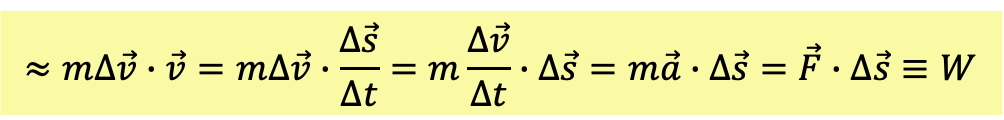 ≈ mΔv⃗ · v⃗ = mΔv⃗ · Δs⃗/Δt = m Δv⃗/Δt · Δs⃗ = ma⃗ · Δs⃗ = F⃗ · Δs⃗ ≡ W